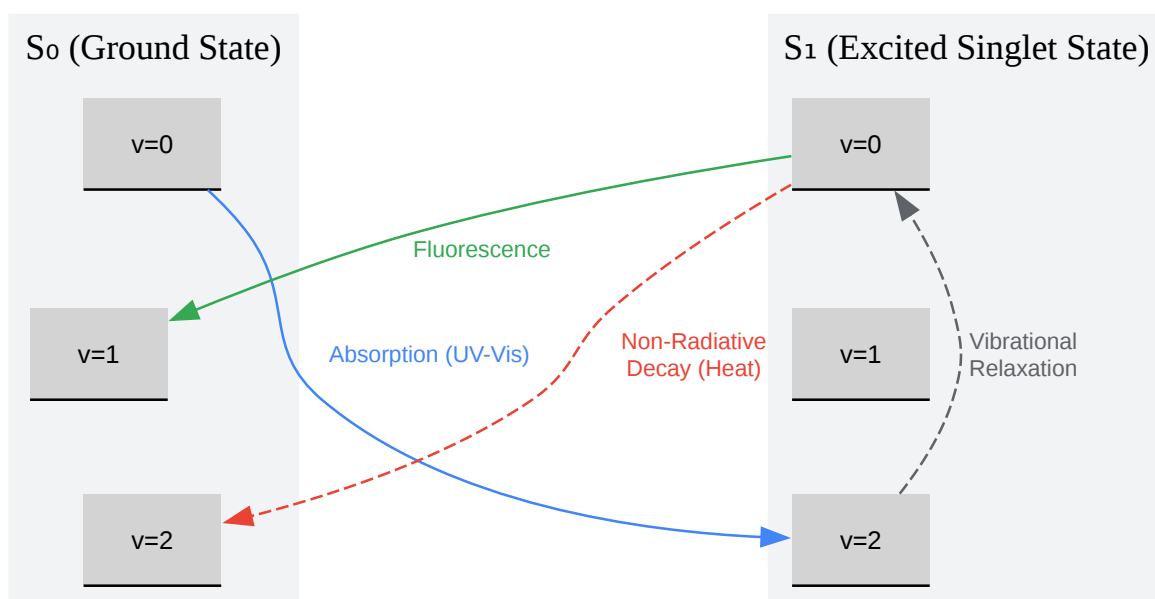 S₀ (Ground State)
S₁ (Excited Singlet State)
v=0
v=0
Fluorescence
Absorption (UV-Vis)
Non-Radiative
Decay (Heat)
v=1
v=1
Vibrational
Relaxation
v=2
v=2